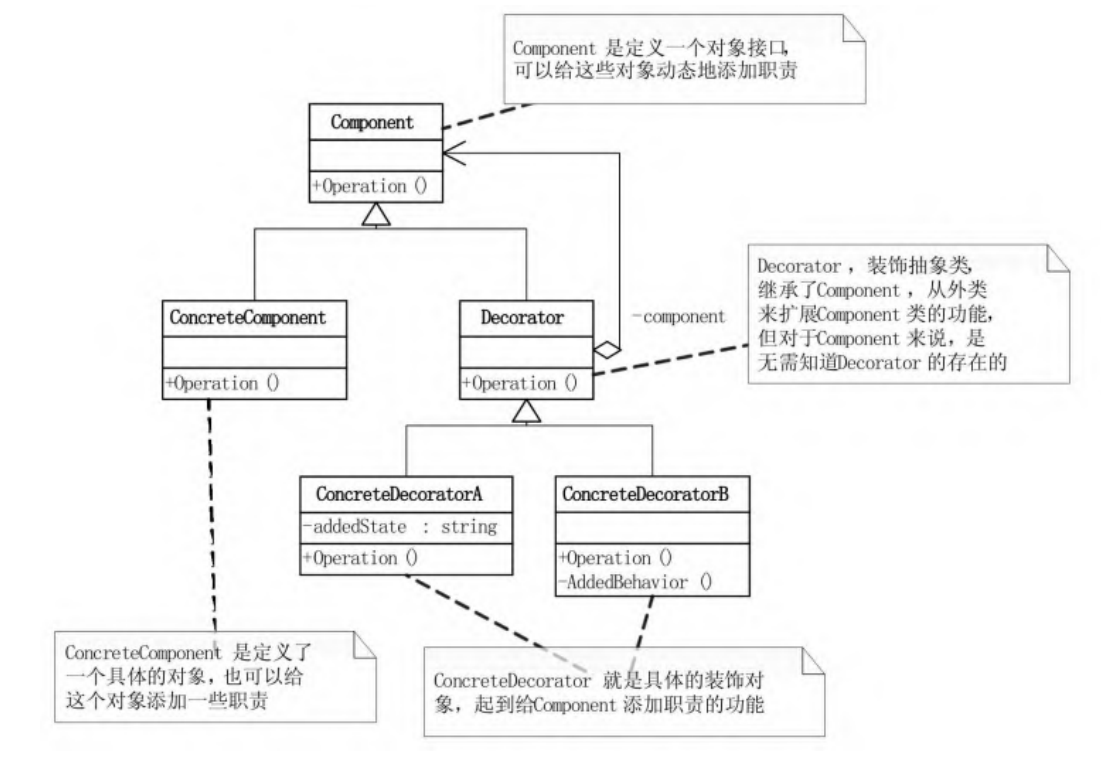 Component 是定义一个对象接口,
可以给这些对象动态地添加职责
Component
+Operation()
Decorator, 装饰抽象类,
继承了Component, 从外类
来扩展Component 类的功能,
但对于Component 来说, 是
无需知道Decorator 的存在的
ConcreteComponent
+Operation()
Decorator
+Operation()
-component
ConcreteDecoratorA
-addedState : string
+Operation()
ConcreteDecoratorB
+Operation()
-AddedBehavior()
ConcreteComponent 是定义了
一个具体的对象, 也可以给
这个对象添加一些职责
ConcreteDecorator 就是具体的装饰对
象, 起到给Component 添加职责的功能